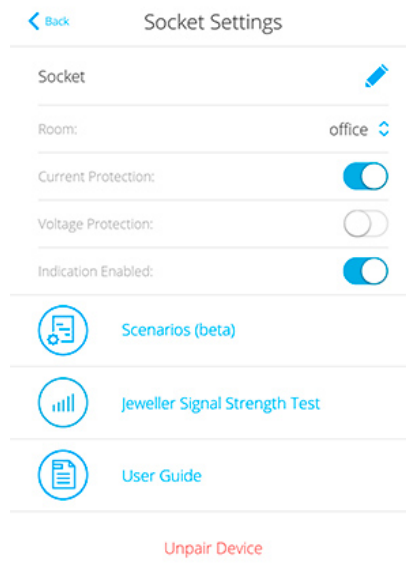 Back Socket Settings
Socket
Room: office
Current Protection:
Voltage Protection:
Indication Enabled:
Scenarios (beta)
Jeweller Signal Strength Test
User Guide
Unpair Device